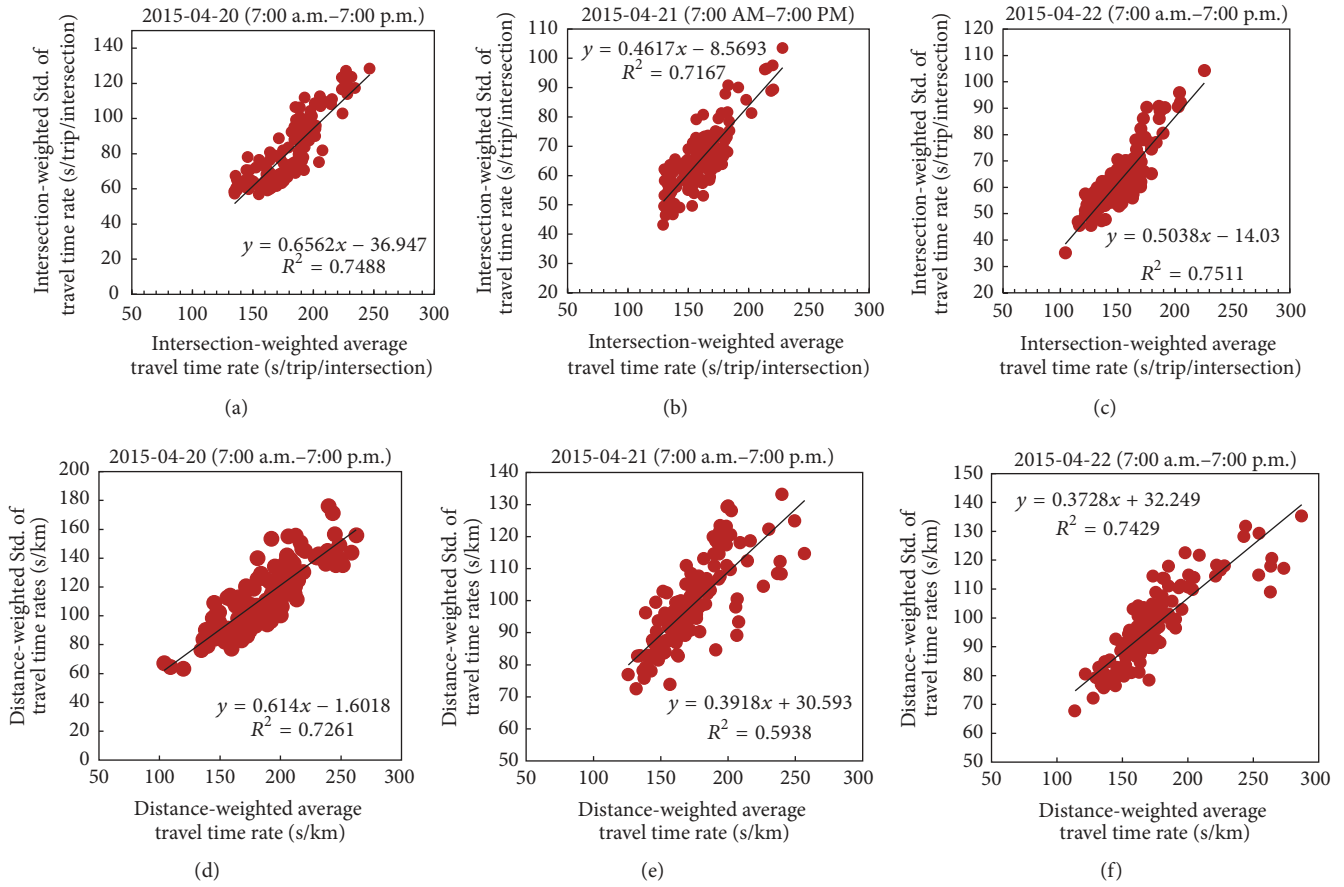 2015-04-20 (7:00 a.m.–7:00 p.m.)
140
120
100
80
60
40
20
0
Intersection-weighted Std. of
travel time rate (s/trip/intersection)
y = 0.6562x − 36.947
R² = 0.7488
50 100 150 200 250 300
Intersection-weighted average
travel time rate (s/trip/intersection)
(a)
2015-04-21 (7:00 AM–7:00 PM)
110
100
90
80
70
60
50
40
30
20
Intersection-weighted Std. of
travel time rate (s/trip/intersection)
y = 0.4617x − 8.5693
R² = 0.7167
50 100 150 200 250 300
Intersection-weighted average
travel time rate (s/trip/intersection)
(b)
2015-04-22 (7:00 a.m.–7:00 p.m.)
120
110
100
90
80
70
60
50
40
30
20
Intersection-weighted Std. of
travel time rate (s/trip/intersection)
y = 0.5038x − 14.03
R² = 0.7511
50 100 150 200 250 300
Intersection-weighted average
travel time rate (s/trip/intersection)
(c)
2015-04-20 (7:00 a.m.–7:00 p.m.)
200
180
160
140
120
100
80
60
40
20
0
Distance-weighted Std. of
travel time rates (s/km)
y = 0.614x − 1.6018
R² = 0.7261
50 100 150 200 250 300
Distance-weighted average
travel time rate (s/km)
(d)
2015-04-21 (7:00 a.m.–7:00 p.m.)
140
130
120
110
100
90
80
70
60
50
Distance-weighted Std. of
travel time rates (s/km)
y = 0.3918x + 30.593
R² = 0.5938
50 100 150 200 250 300
Distance-weighted average
travel time rate (s/km)
(e)
2015-04-22 (7:00 a.m.–7:00 p.m.)
150
140
130
120
110
100
90
80
70
60
50
Distance-weighted Std. of
travel time rates (s/km)
y = 0.3728x + 32.249
R² = 0.7429
50 100 150 200 250 300
Distance-weighted average
travel time rate (s/km)
(f)